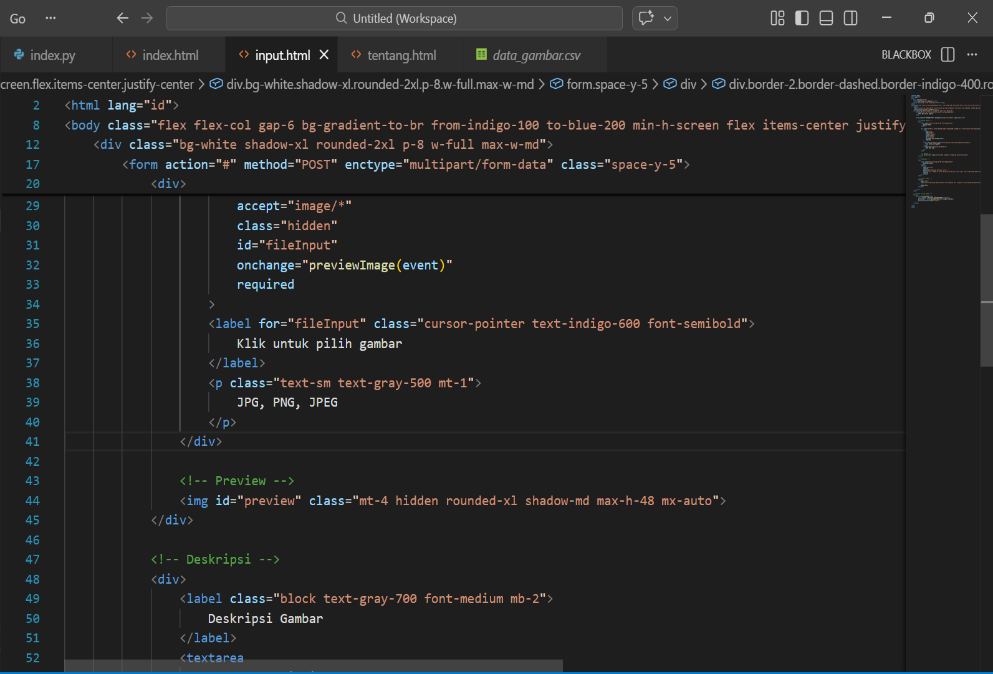 Go ··· Untitled (Workspace)
index.py index.html input.html tentang.html data_gambar.csv BLACKBOX ···
creen.flex.items-center.justify-center > div.bg-white.shadow-xl.rounded-2xl.p-8.w-full.max-w-md > form.space-y-5 > div > div.border-2.border-dashed.border-indigo-400.ro
2 <html lang="id">
8 <body class="flex flex-col gap-6 bg-gradient-to-br from-indigo-100 to-blue-200 min-h-screen flex items-center justify
12 <div class="bg-white shadow-xl rounded-2xl p-8 w-full max-w-md">
17 <form action="#" method="POST" enctype="multipart/form-data" class="space-y-5">
20 <div>
29 accept="image/*"
30 class="hidden"
31 id="fileInput"
32 onchange="previewImage(event)"
33 required
34 >
35 <label for="fileInput" class="cursor-pointer text-indigo-600 font-semibold">
36 Klik untuk pilih gambar
37 </label>
38 <p class="text-sm text-gray-500 mt-1">
39 JPG, PNG, JPEG
40 </p>
41 </div>
42
43 <!-- Preview -->
44 <img id="preview" class="mt-4 hidden rounded-xl shadow-md max-h-48 mx-auto">
45 </div>
46
47 <!-- Deskripsi -->
48 <div>
49 <label class="block text-gray-700 font-medium mb-2">
50 Deskripsi Gambar
51 </label>
52 <textarea